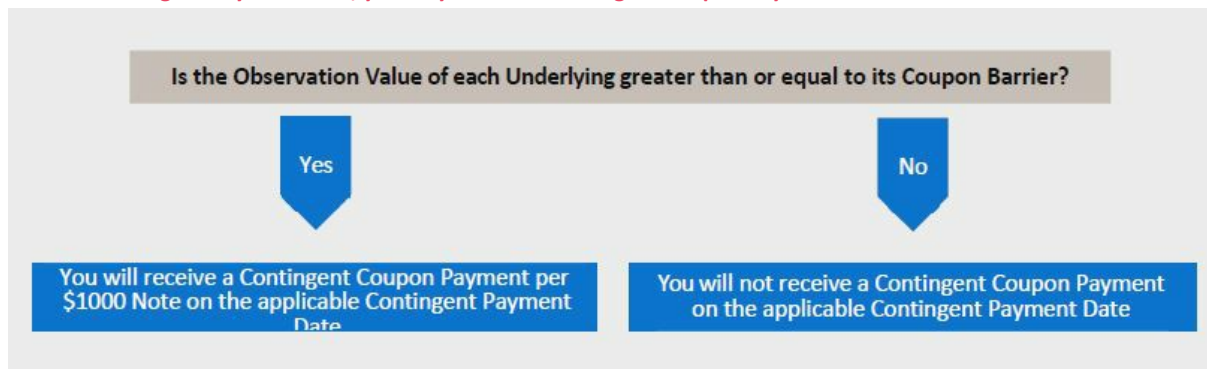 Is the Observation Value of each Underlying greater than or equal to its Coupon Barrier?
Yes
No
You will receive a Contingent Coupon Payment per
$1000 Note on the applicable Contingent Payment
Date
You will not receive a Contingent Coupon Payment
on the applicable Contingent Payment Date